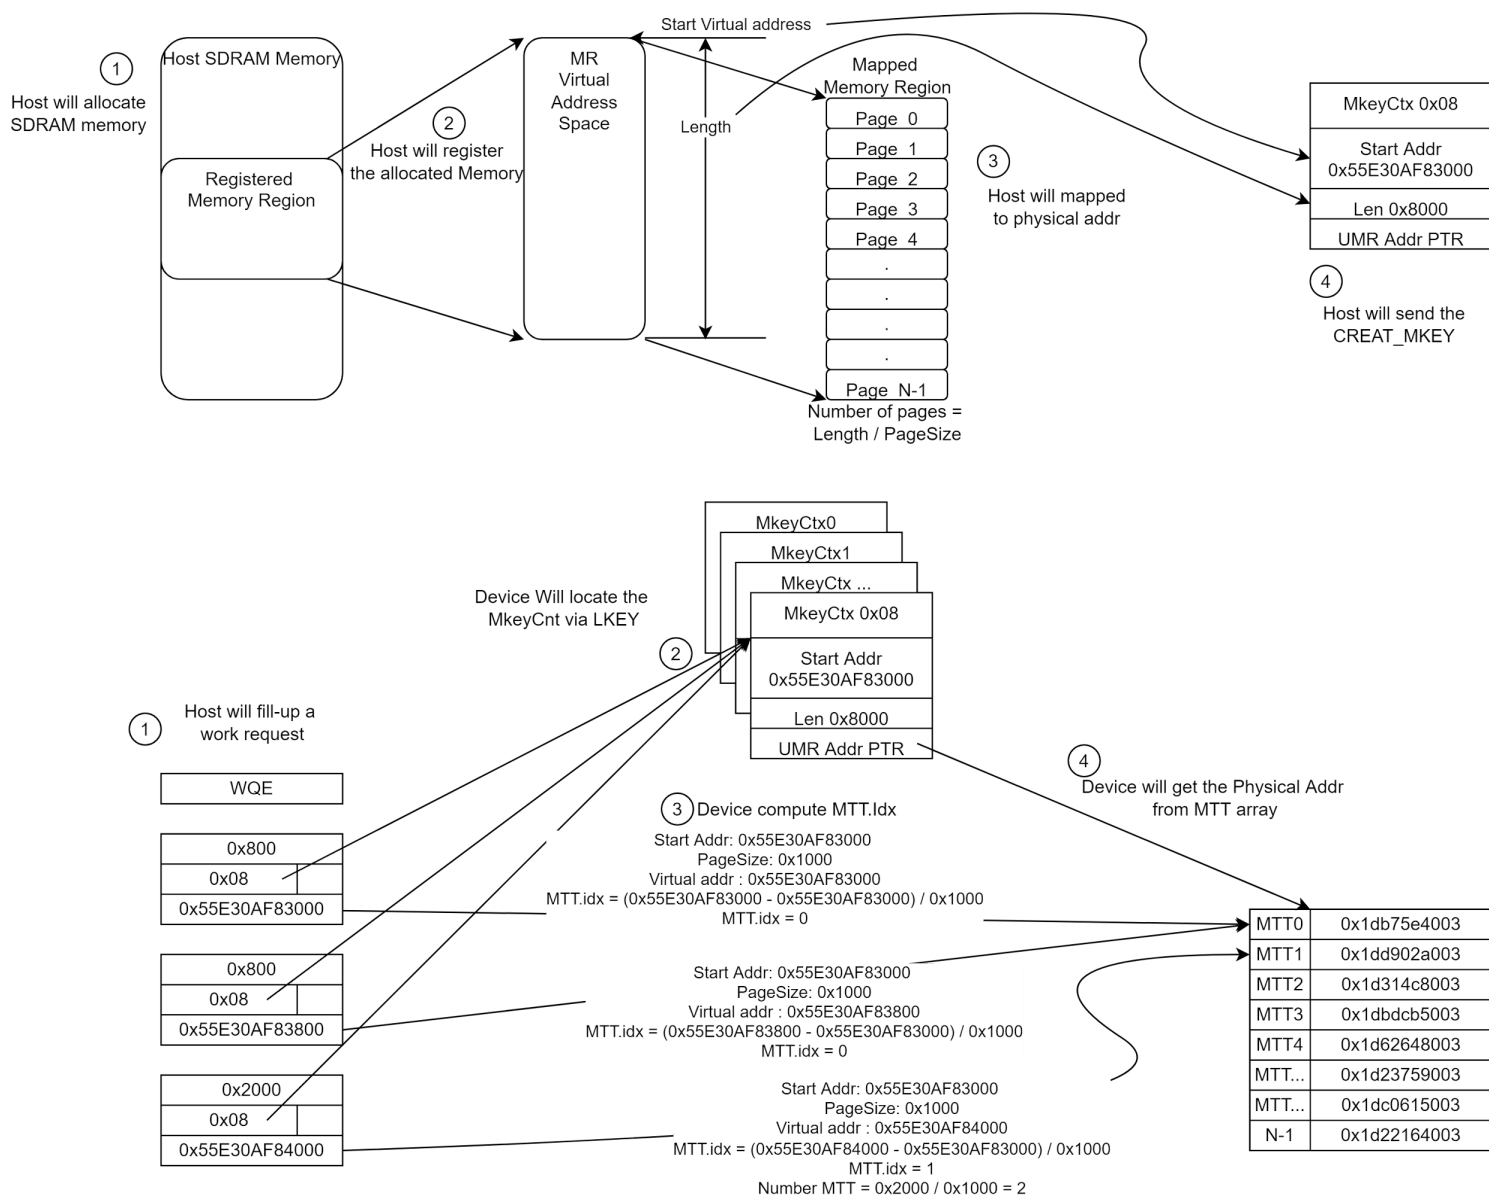 Start Virtual address
1
Host will allocate
SDRAM memory
Host SDRAM Memory
Registered
Memory Region
2
Host will register
the allocated Memory
MR
Virtual
Address
Space
Length
Mapped
Memory Region
Page 0
Page 1
Page 2
Page 3
Page 4
.
.
.
.
Page N-1
Number of pages =
Length / PageSize
3
Host will mapped
to physical addr
MkeyCtx 0x08
Start Addr
0x55E30AF83000
Len 0x8000
UMR Addr PTR
4
Host will send the
CREAT_MKEY
MkeyCtx0
MkeyCtx1
MkeyCtx ...
MkeyCtx 0x08
Start Addr
0x55E30AF83000
Len 0x8000
UMR Addr PTR
Device Will locate the
MkeyCnt via LKEY
2
1
Host will fill-up a
work request
WQE
0x800
0x08
0x55E30AF83000
0x800
0x08
0x55E30AF83800
0x2000
0x08
0x55E30AF84000
3
Device compute MTT.Idx
Start Addr: 0x55E30AF83000
PageSize: 0x1000
Virtual addr : 0x55E30AF83000
MTT.idx = (0x55E30AF83000 - 0x55E30AF83000) / 0x1000
MTT.idx = 0
Start Addr: 0x55E30AF83000
PageSize: 0x1000
Virtual addr : 0x55E30AF83800
MTT.idx = (0x55E30AF83800 - 0x55E30AF83000) / 0x1000
MTT.idx = 0
Start Addr: 0x55E30AF83000
PageSize: 0x1000
Virtual addr : 0x55E30AF84000
MTT.idx = (0x55E30AF84000 - 0x55E30AF83000) / 0x1000
MTT.idx = 1
Number MTT = 0x2000 / 0x1000 = 2
4
Device will get the Physical Addr
from MTT array
MTT0 0x1db75e4003
MTT1 0x1dd902a003
MTT2 0x1d314c8003
MTT3 0x1dbdcb5003
MTT4 0x1d62648003
MTT... 0x1d23759003
MTT... 0x1dc0615003
N-1 0x1d22164003